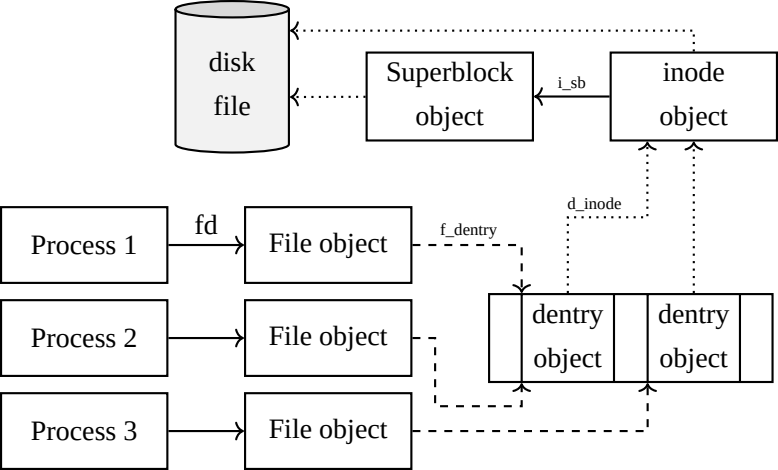 disk
file
Superblock
object
i_sb
inode
object
d_inode
Process 1
fd
File object
f_dentry
Process 2
File object
dentry
object
dentry
object
Process 3
File object